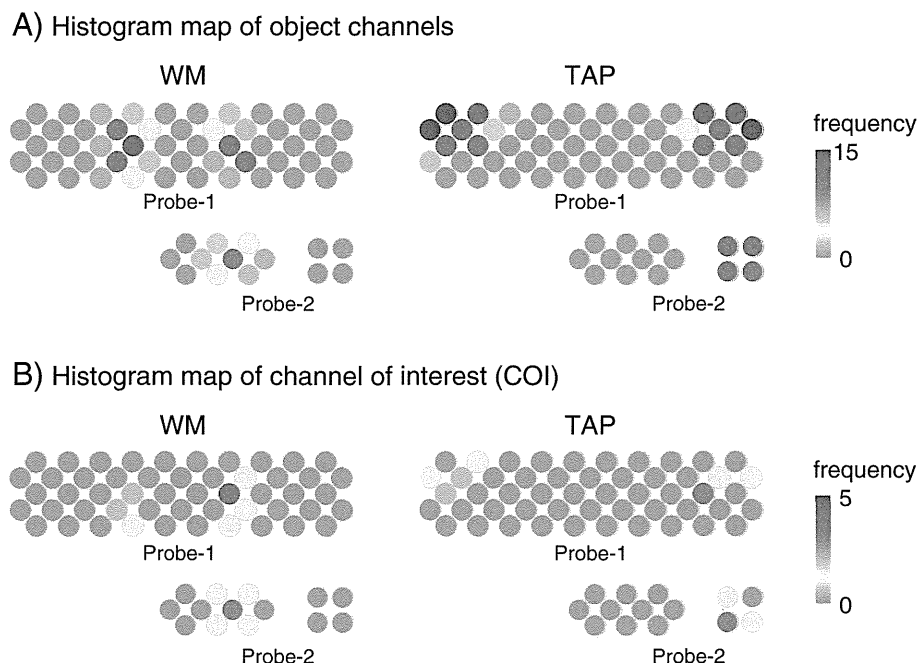 A) Histogram map of object channels
WM
TAP
frequency
15
0
Probe-1
Probe-1
Probe-2
Probe-2
B) Histogram map of channel of interest (COI)
WM
TAP
frequency
5
0
Probe-1
Probe-1
Probe-2
Probe-2